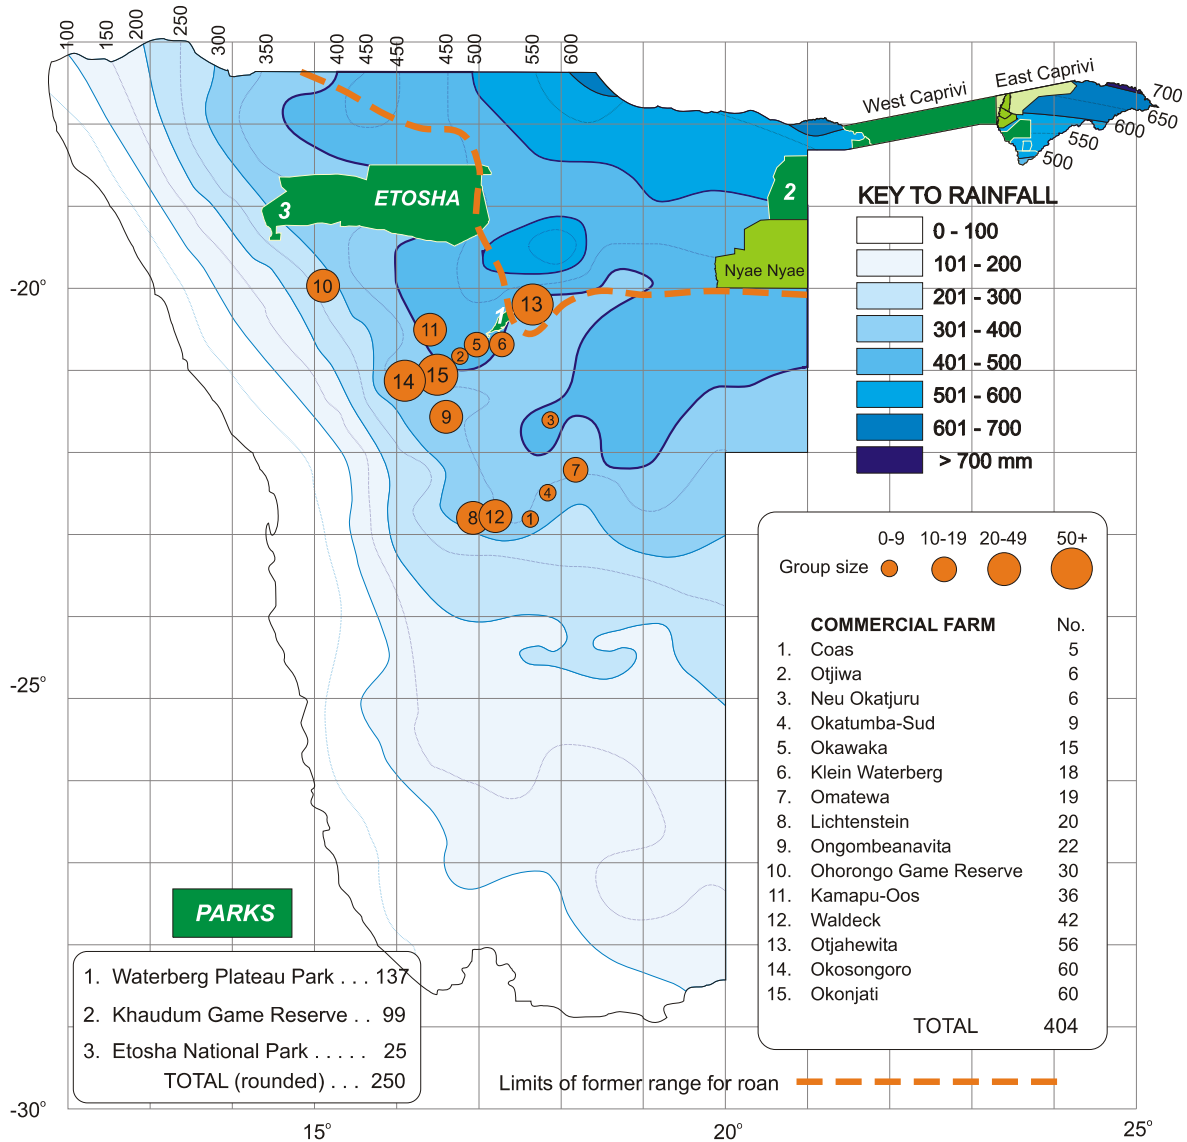 100 150 200 250 300 350 400 450 450 450 500 550 600
West Caprivi
East Caprivi
700
650
600
550
500
ETOSHA
3
2
Nyae Nyae
1
KEY TO RAINFALL
0 - 100
101 - 200
201 - 300
301 - 400
401 - 500
501 - 600
601 - 700
> 700 mm
-20°
-25°
-30°
10
13
11
5
6
2
14
15
9
3
7
4
8
12
1
0-9 10-19 20-49 50+
Group size
COMMERCIAL FARM No.
1. Coas 5
2. Otjiwa 6
3. Neu Okatjuru 6
4. Okatumba-Sud 9
5. Okawaka 15
6. Klein Waterberg 18
7. Omatewa 19
8. Lichtenstein 20
9. Ongombeanavita 22
10. Ohorongo Game Reserve 30
11. Kamapu-Oos 36
12. Waldeck 42
13. Otjahewita 56
14. Okosongoro 60
15. Okonjati 60
TOTAL 404
PARKS
1. Waterberg Plateau Park . . . 137
2. Khaudum Game Reserve . . 99
3. Etosha National Park . . . . . 25
TOTAL (rounded) . . . 250
Limits of former range for roan
15° 20° 25°